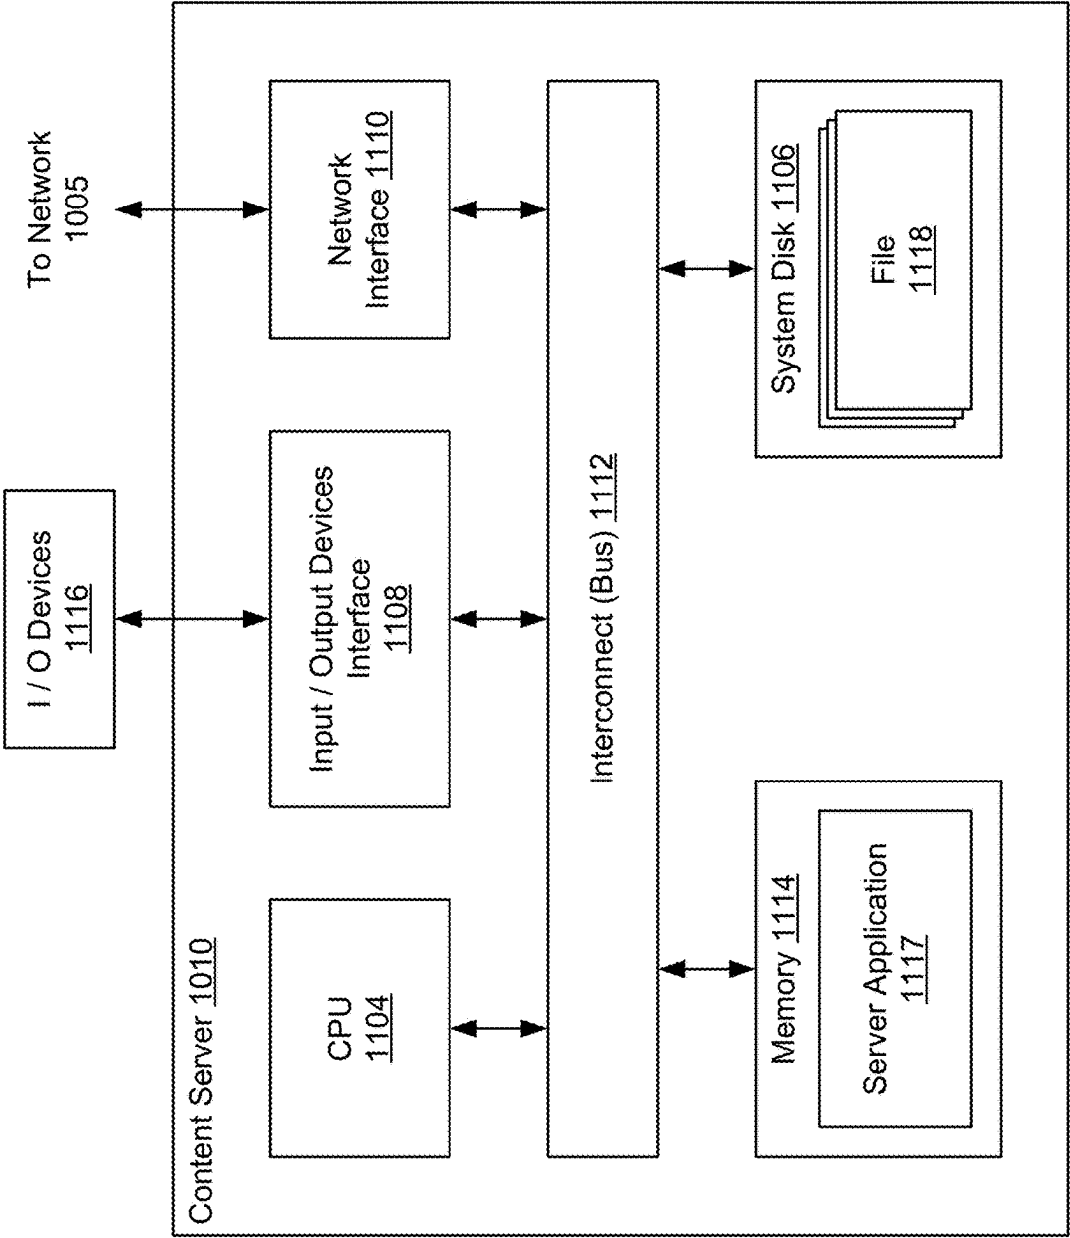 I / O Devices
1116
To Network
1005
Content Server 1010
CPU
1104
Input / Output Devices
Interface
1108
Network
Interface 1110
Interconnect (Bus) 1112
Memory 1114
Server Application
1117
System Disk 1106
File
1118